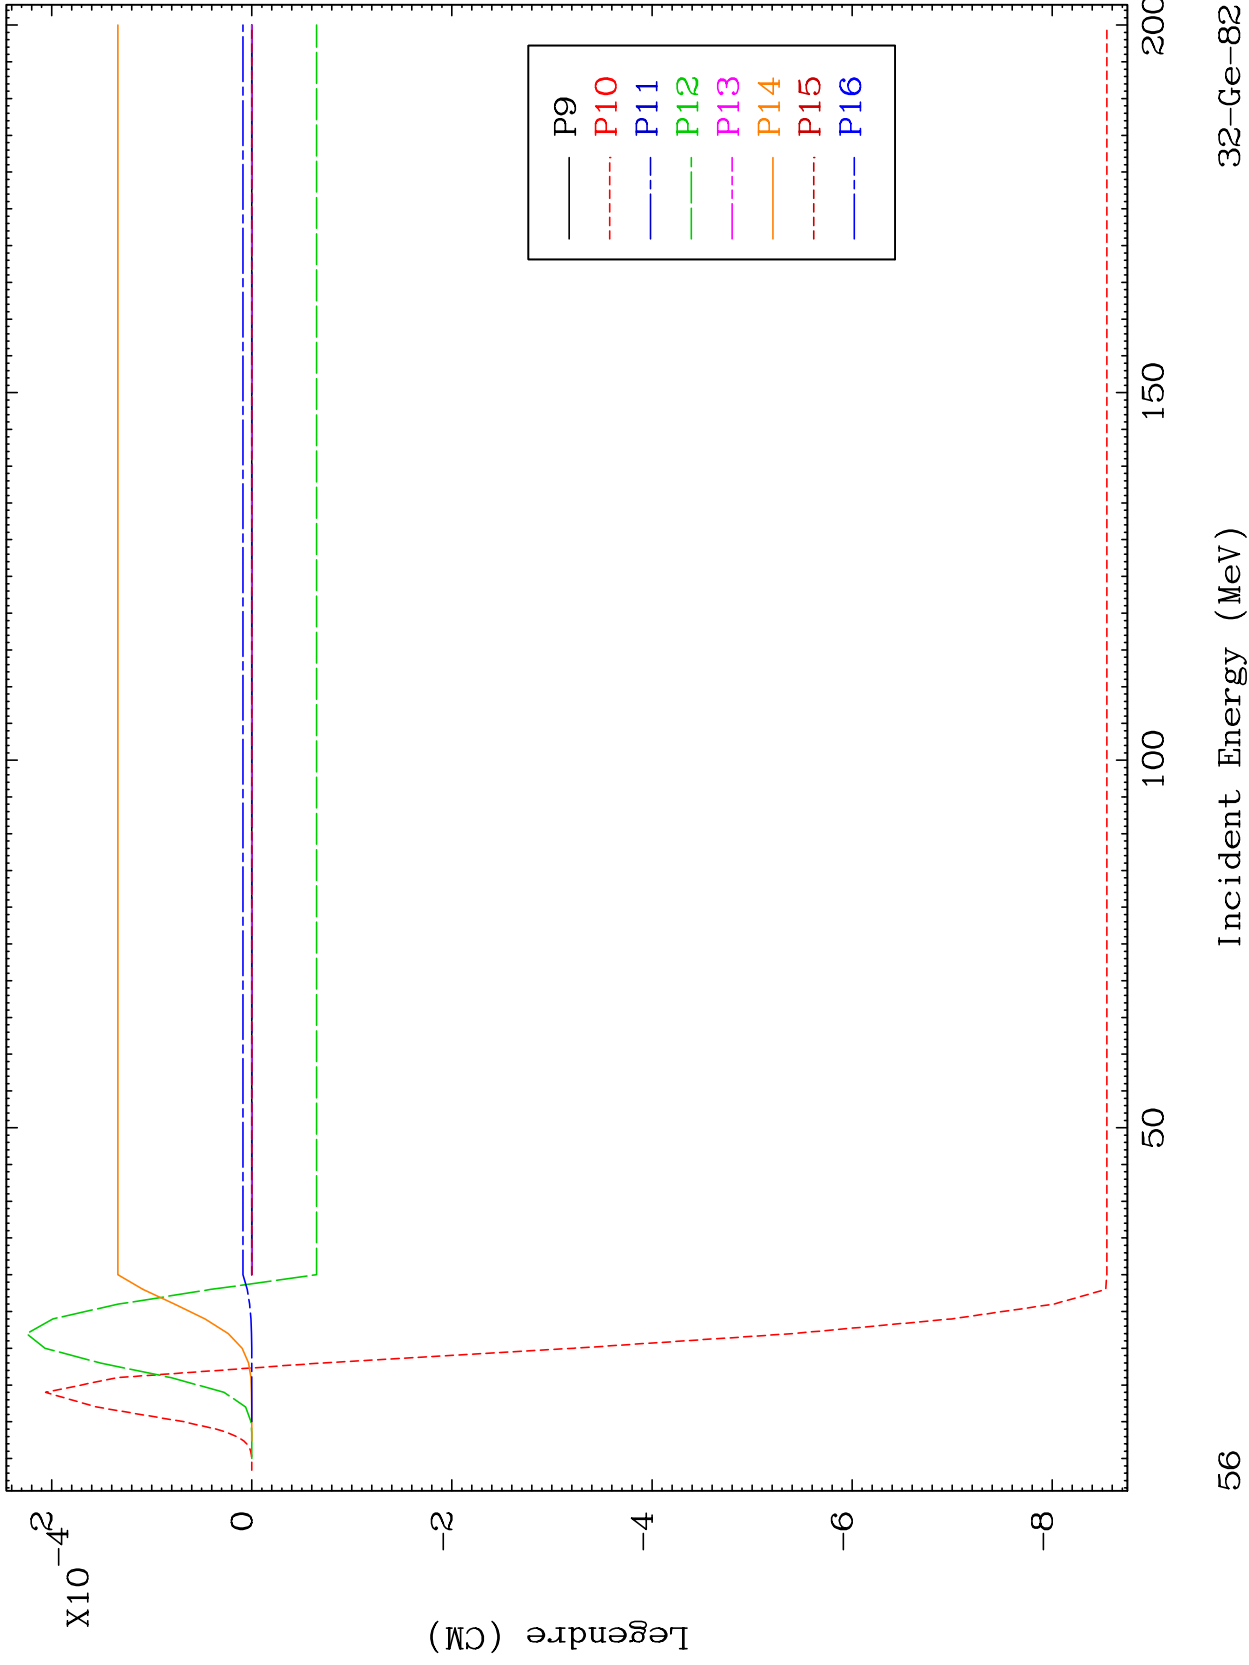 X10
-4
2
0
-2
-4
-6
-8
Legendre (CM)
P9
P10
P11
P12
P13
P14
P15
P16
50
100
150
200
56
Incident Energy (MeV)
32-Ge-82